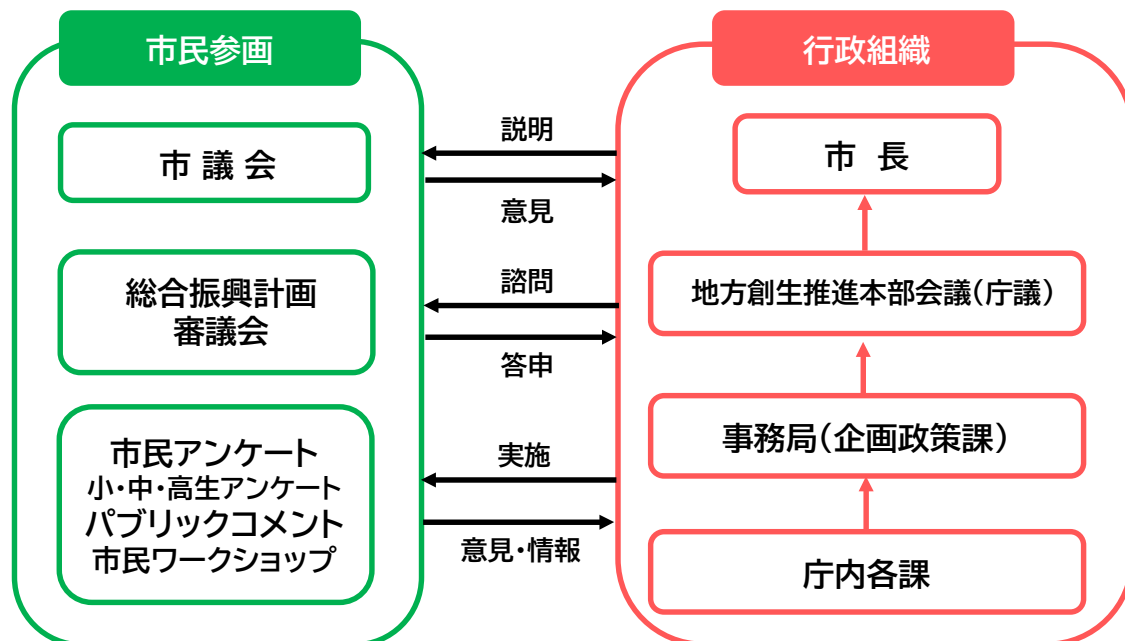 市民参画
市議会
総合振興計画
審議会
市民アンケート
小・中・高生アンケート
パブリックコメント
市民ワークショップ
説明
意見
諮問
答申
実施
意見・情報
行政組織
市長
地方創生推進本部会議(庁議)
事務局(企画政策課)
庁内各課